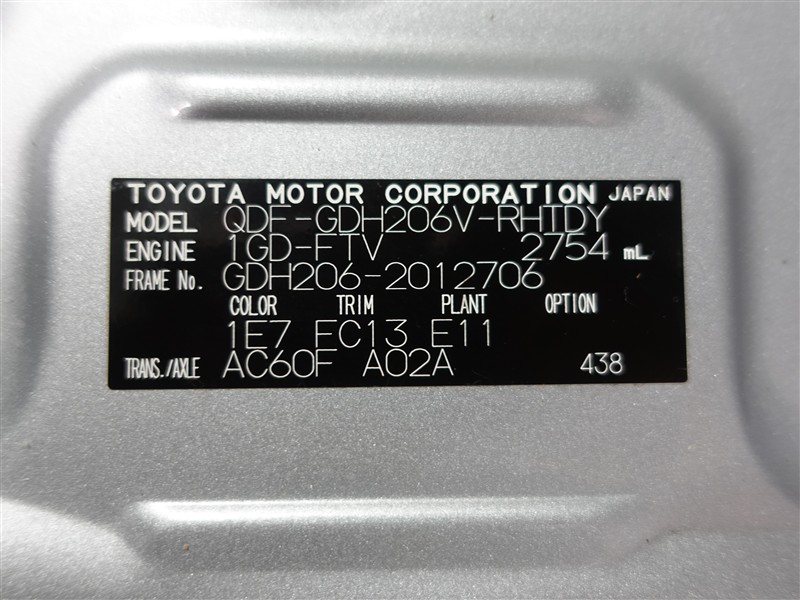 TOYOTA MOTOR CORPORATION JAPAN
MODEL QDF-GDH206V-RHTDY
ENGINE 1GD-FTV 2754 mL
FRAME No. GDH206-2012706
COLOR TRIM PLANT OPTION
1E7 FC13 E11
TRANS./AXLE AC60F A02A 438